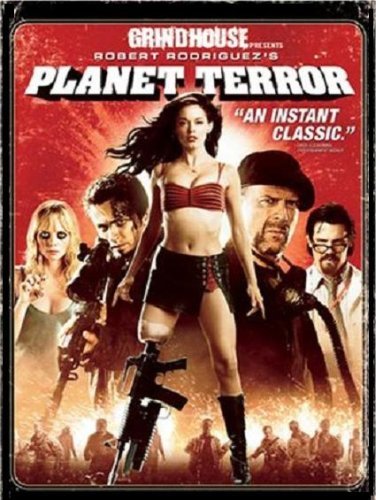 GRINDHOUSE PRESENTS
ROBERT RODRIGUEZ'S
PLANET TERROR
"AN INSTANT
CLASSIC."